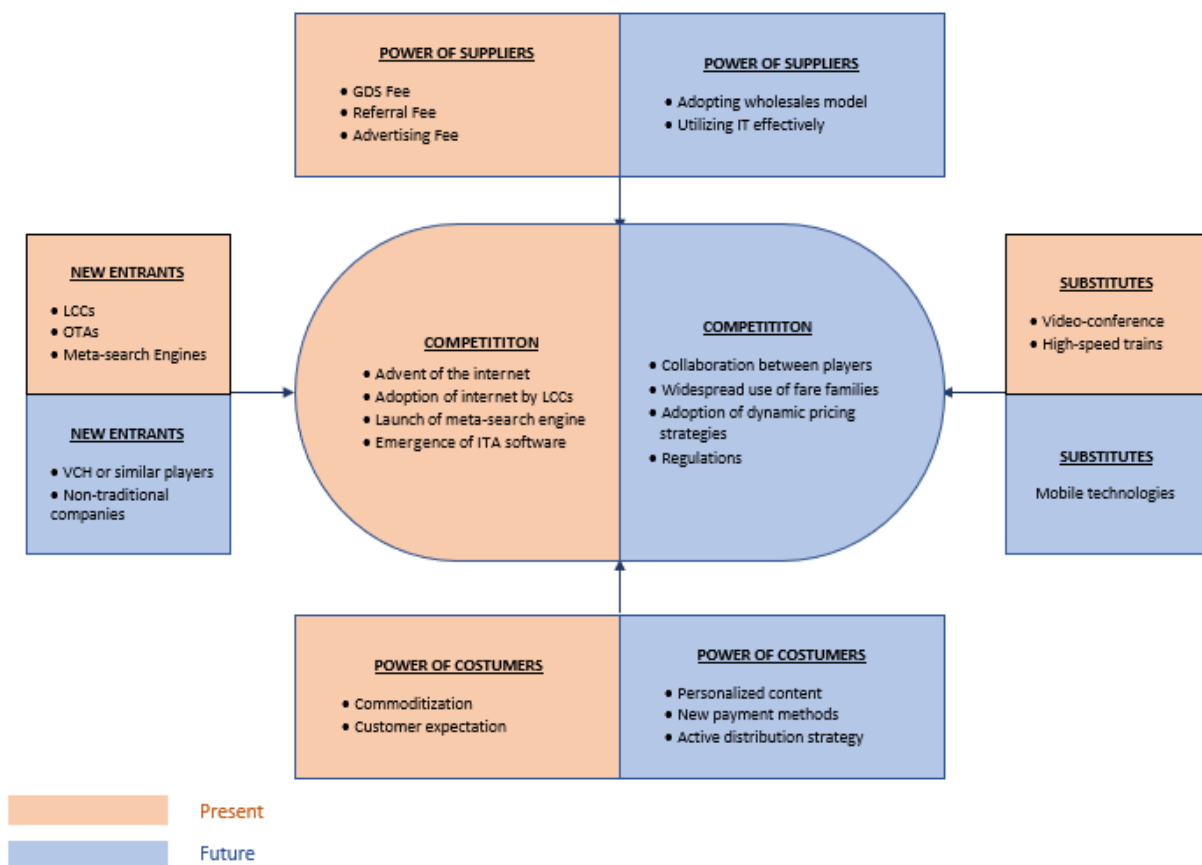 POWER OF SUPPLIERS
• GDS Fee
• Referral Fee
• Advertising Fee
POWER OF SUPPLIERS
• Adopting wholesales model
• Utilizing IT effectively
NEW ENTRANTS
• LCCs
• OTAs
• Meta-search Engines
NEW ENTRANTS
• VCH or similar players
• Non-traditional
companies
COMPETITITON
• Advent of the internet
• Adoption of internet by LCCs
• Launch of meta-search engine
• Emergence of ITA software
COMPETITITON
• Collaboration between players
• Widespread use of fare families
• Adoption of dynamic pricing
strategies
• Regulations
SUBSTITUTES
• Video-conference
• High-speed trains
SUBSTITUTES
Mobile technologies
POWER OF COSTUMERS
• Commoditization
• Customer expectation
POWER OF COSTUMERS
• Personalized content
• New payment methods
• Active distribution strategy
Present
Future